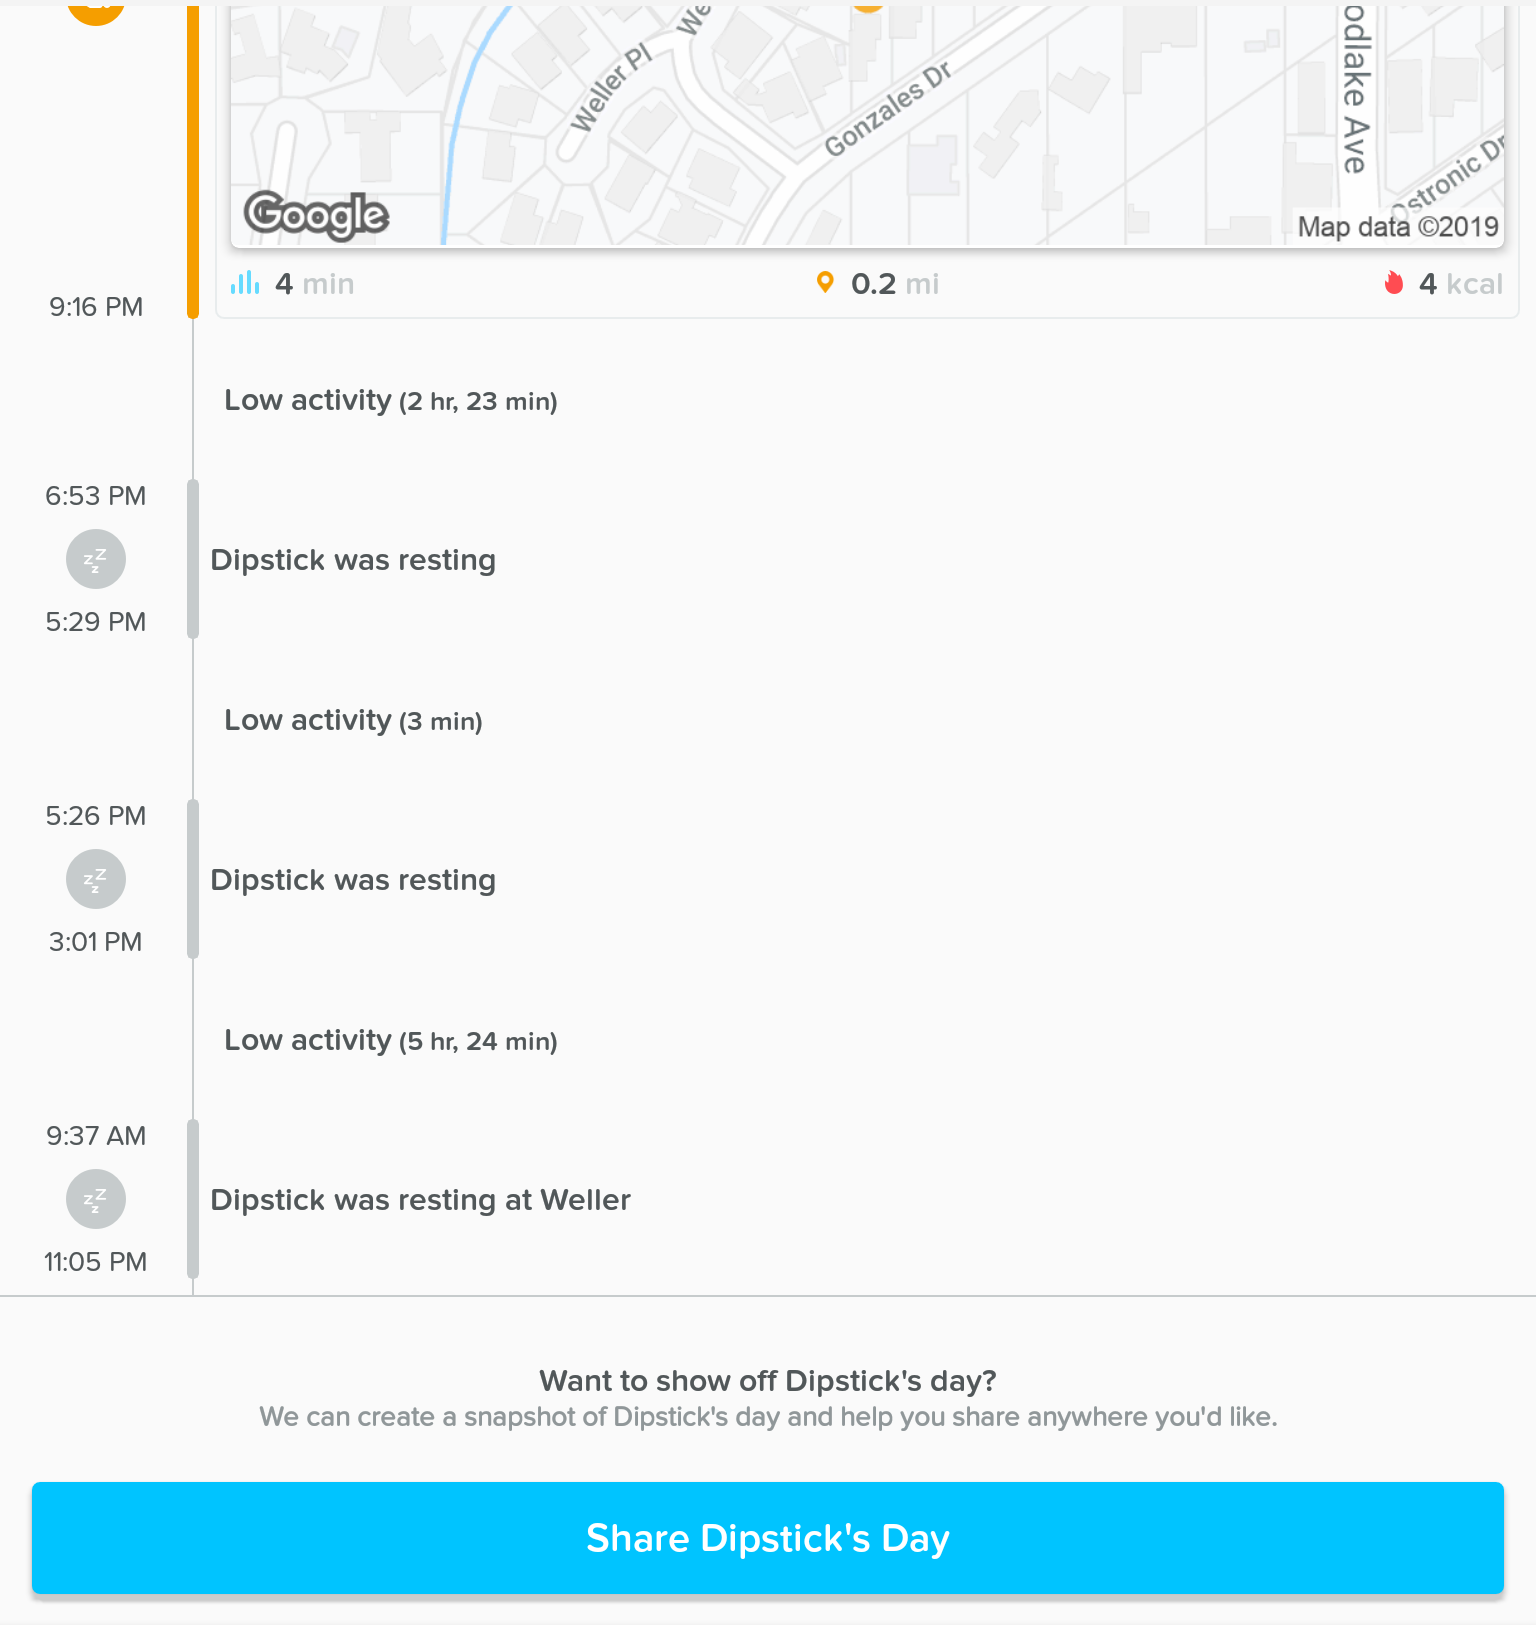 Weller Pl
We
Gonzales Dr
odlake Ave
Ostronic Dr
Google
Map data ©2019
4 min
0.2 mi
4 kcal
9:16 PM
Low activity (2 hr, 23 min)
6:53 PM
zZz
Dipstick was resting
5:29 PM
Low activity (3 min)
5:26 PM
zZz
Dipstick was resting
3:01 PM
Low activity (5 hr, 24 min)
9:37 AM
zZz
Dipstick was resting at Weller
11:05 PM
Want to show off Dipstick's day?
We can create a snapshot of Dipstick's day and help you share anywhere you'd like.
Share Dipstick's Day